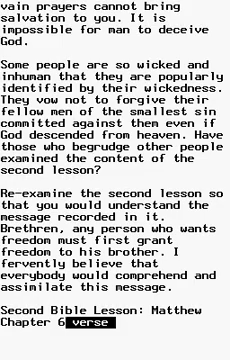 vain prayers cannot bring
salvation to you. It is
impossible for man to deceive
God.
Some people are so wicked and
inhuman that they are popularly
identified by their wickedness.
They vow not to forgive their
fellow men of the smallest sin
committed against them even if
God descended from heaven. Have
those who begrudge other people
examined the content of the
second lesson?
Re-examine the second lesson so
that you would understand the
message recorded in it.
Brethren, any person who wants
freedom must first grant
freedom to his brother. I
fervently believe that
everybody would comprehend and
assimilate this message.
Second Bible Lesson: Matthew
Chapter 6 verse